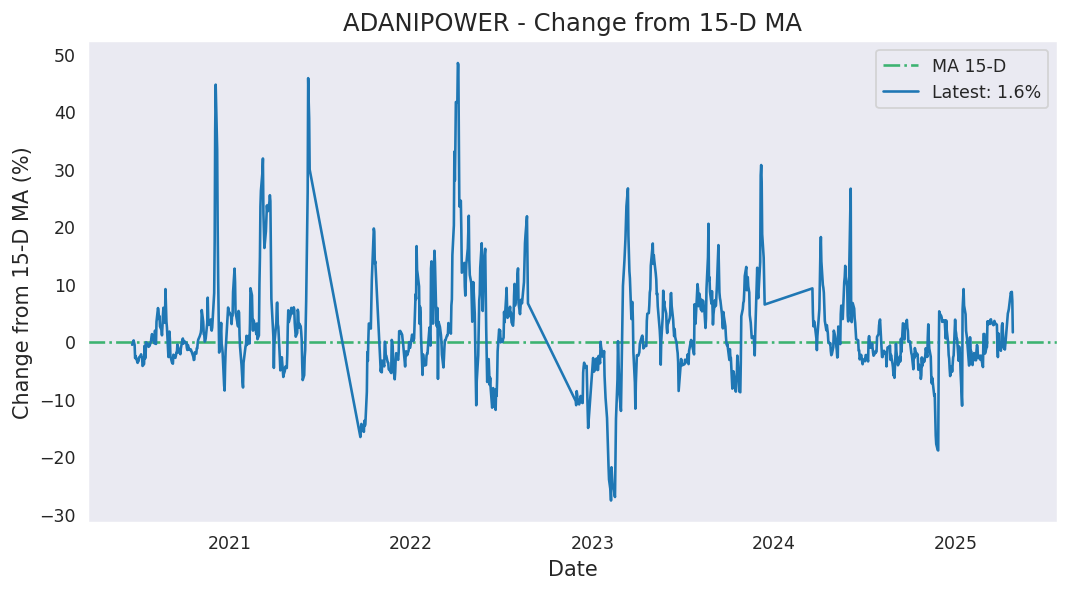 ADANIPOWER - Change from 15-D MA
Change from 15-D MA (%)
50
40
30
20
10
0
−10
−20
−30
MA 15-D
Latest: 1.6%
2021
2022
2023
2024
2025
Date